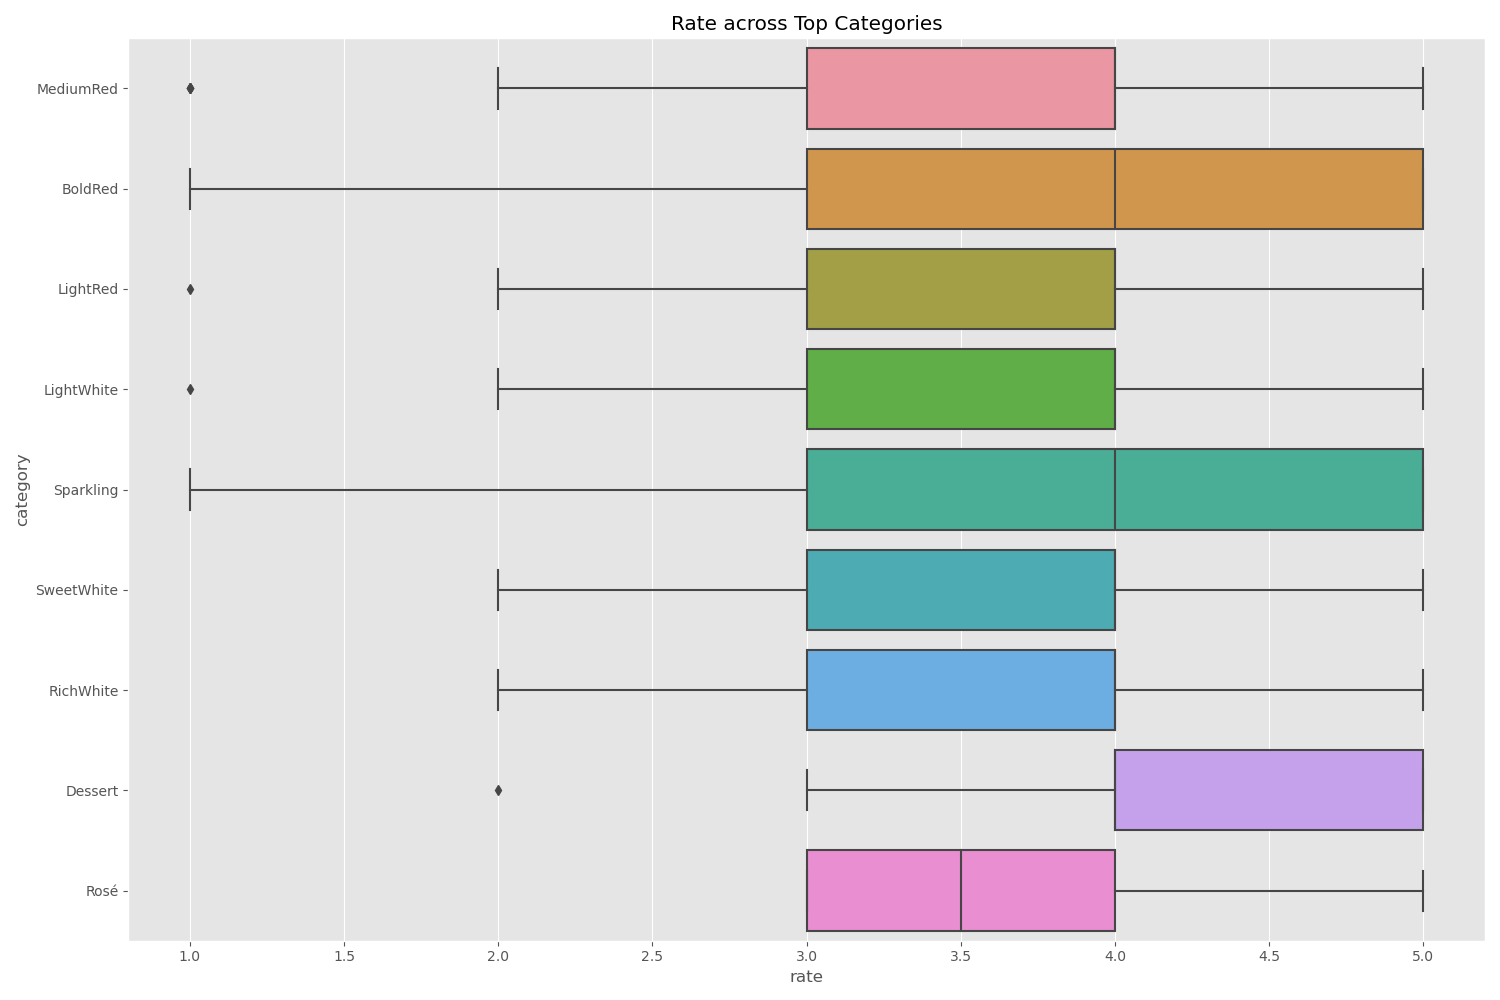 Rate across Top Categories
MediumRed
BoldRed
LightRed
LightWhite
Sparkling
SweetWhite
RichWhite
Dessert
Rosé
category
1.0 1.5 2.0 2.5 3.0 3.5 4.0 4.5 5.0
rate